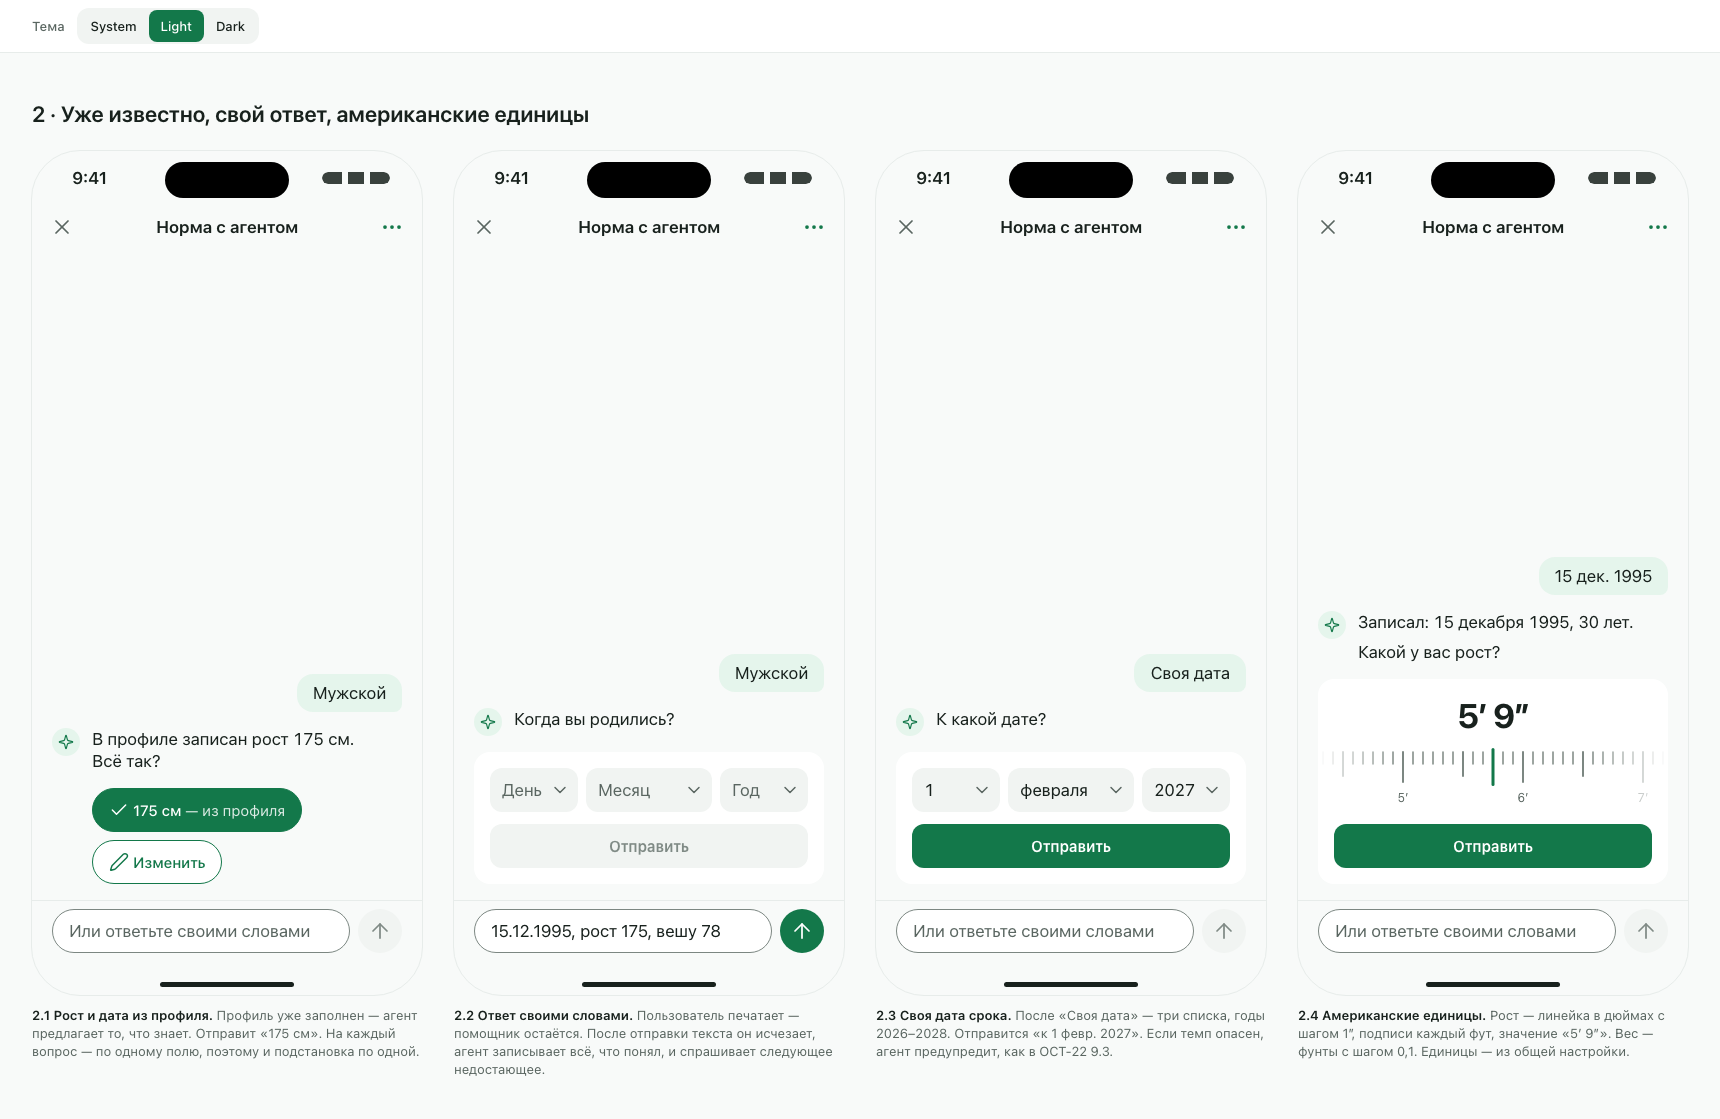 Тема System Light Dark
2 · Уже известно, свой ответ, американские единицы
9:41
Норма с агентом
Мужской
В профиле записан рост 175 см.
Всё так?
175 см — из профиля
Изменить
Или ответьте своими словами
2.1 Рост и дата из профиля. Профиль уже заполнен — агент
предлагает то, что знает. Отправит «175 см». На каждый
вопрос — по одному полю, поэтому и подстановка по одной.
9:41
Норма с агентом
Мужской
Когда вы родились?
День Месяц Год
Отправить
15.12.1995, рост 175, вешу 78
2.2 Ответ своими словами. Пользователь печатает —
помощник остаётся. После отправки текста он исчезает,
агент записывает всё, что понял, и спрашивает следующее
недостающее.
9:41
Норма с агентом
Своя дата
К какой дате?
1 февраля 2027
Отправить
Или ответьте своими словами
2.3 Своя дата срока. После «Своя дата» — три списка, годы
2026–2028. Отправится «к 1 февр. 2027». Если темп опасен,
агент предупредит, как в ОСТ-22 9.3.
9:41
Норма с агентом
15 дек. 1995
Записал: 15 декабря 1995, 30 лет.
Какой у вас рост?
5′ 9″
5′ 6′ 7′
Отправить
Или ответьте своими словами
2.4 Американские единицы. Рост — линейка в дюймах с
шагом 1″, подписи каждый фут, значение «5′ 9″». Вес —
фунты с шагом 0,1. Единицы — из общей настройки.